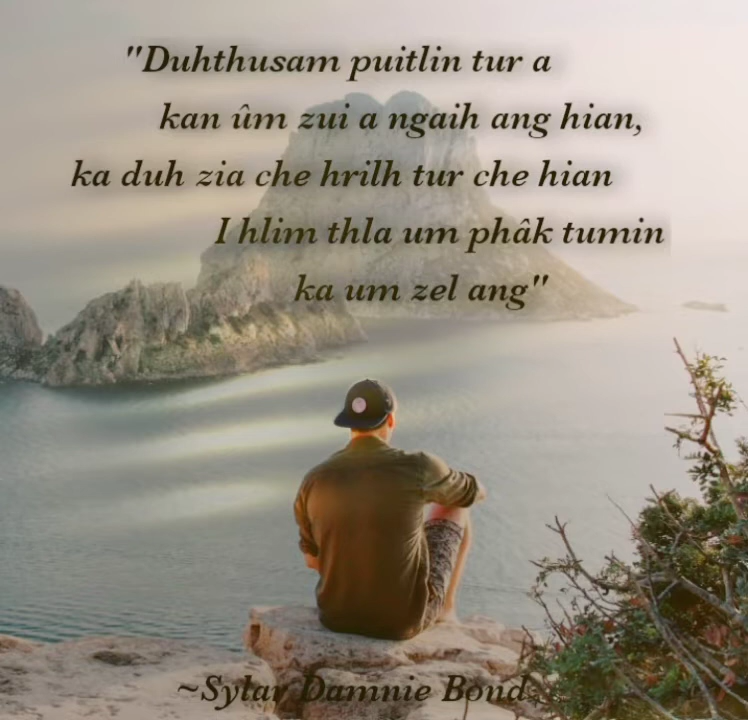 "Duhthusam puitlin tur a
kan ûm zui a ngaih ang hian,
ka duh zia che hrilh tur che hian
I hlim thla um phâk tumin
ka um zel ang"
~Sylar Damnie Bond